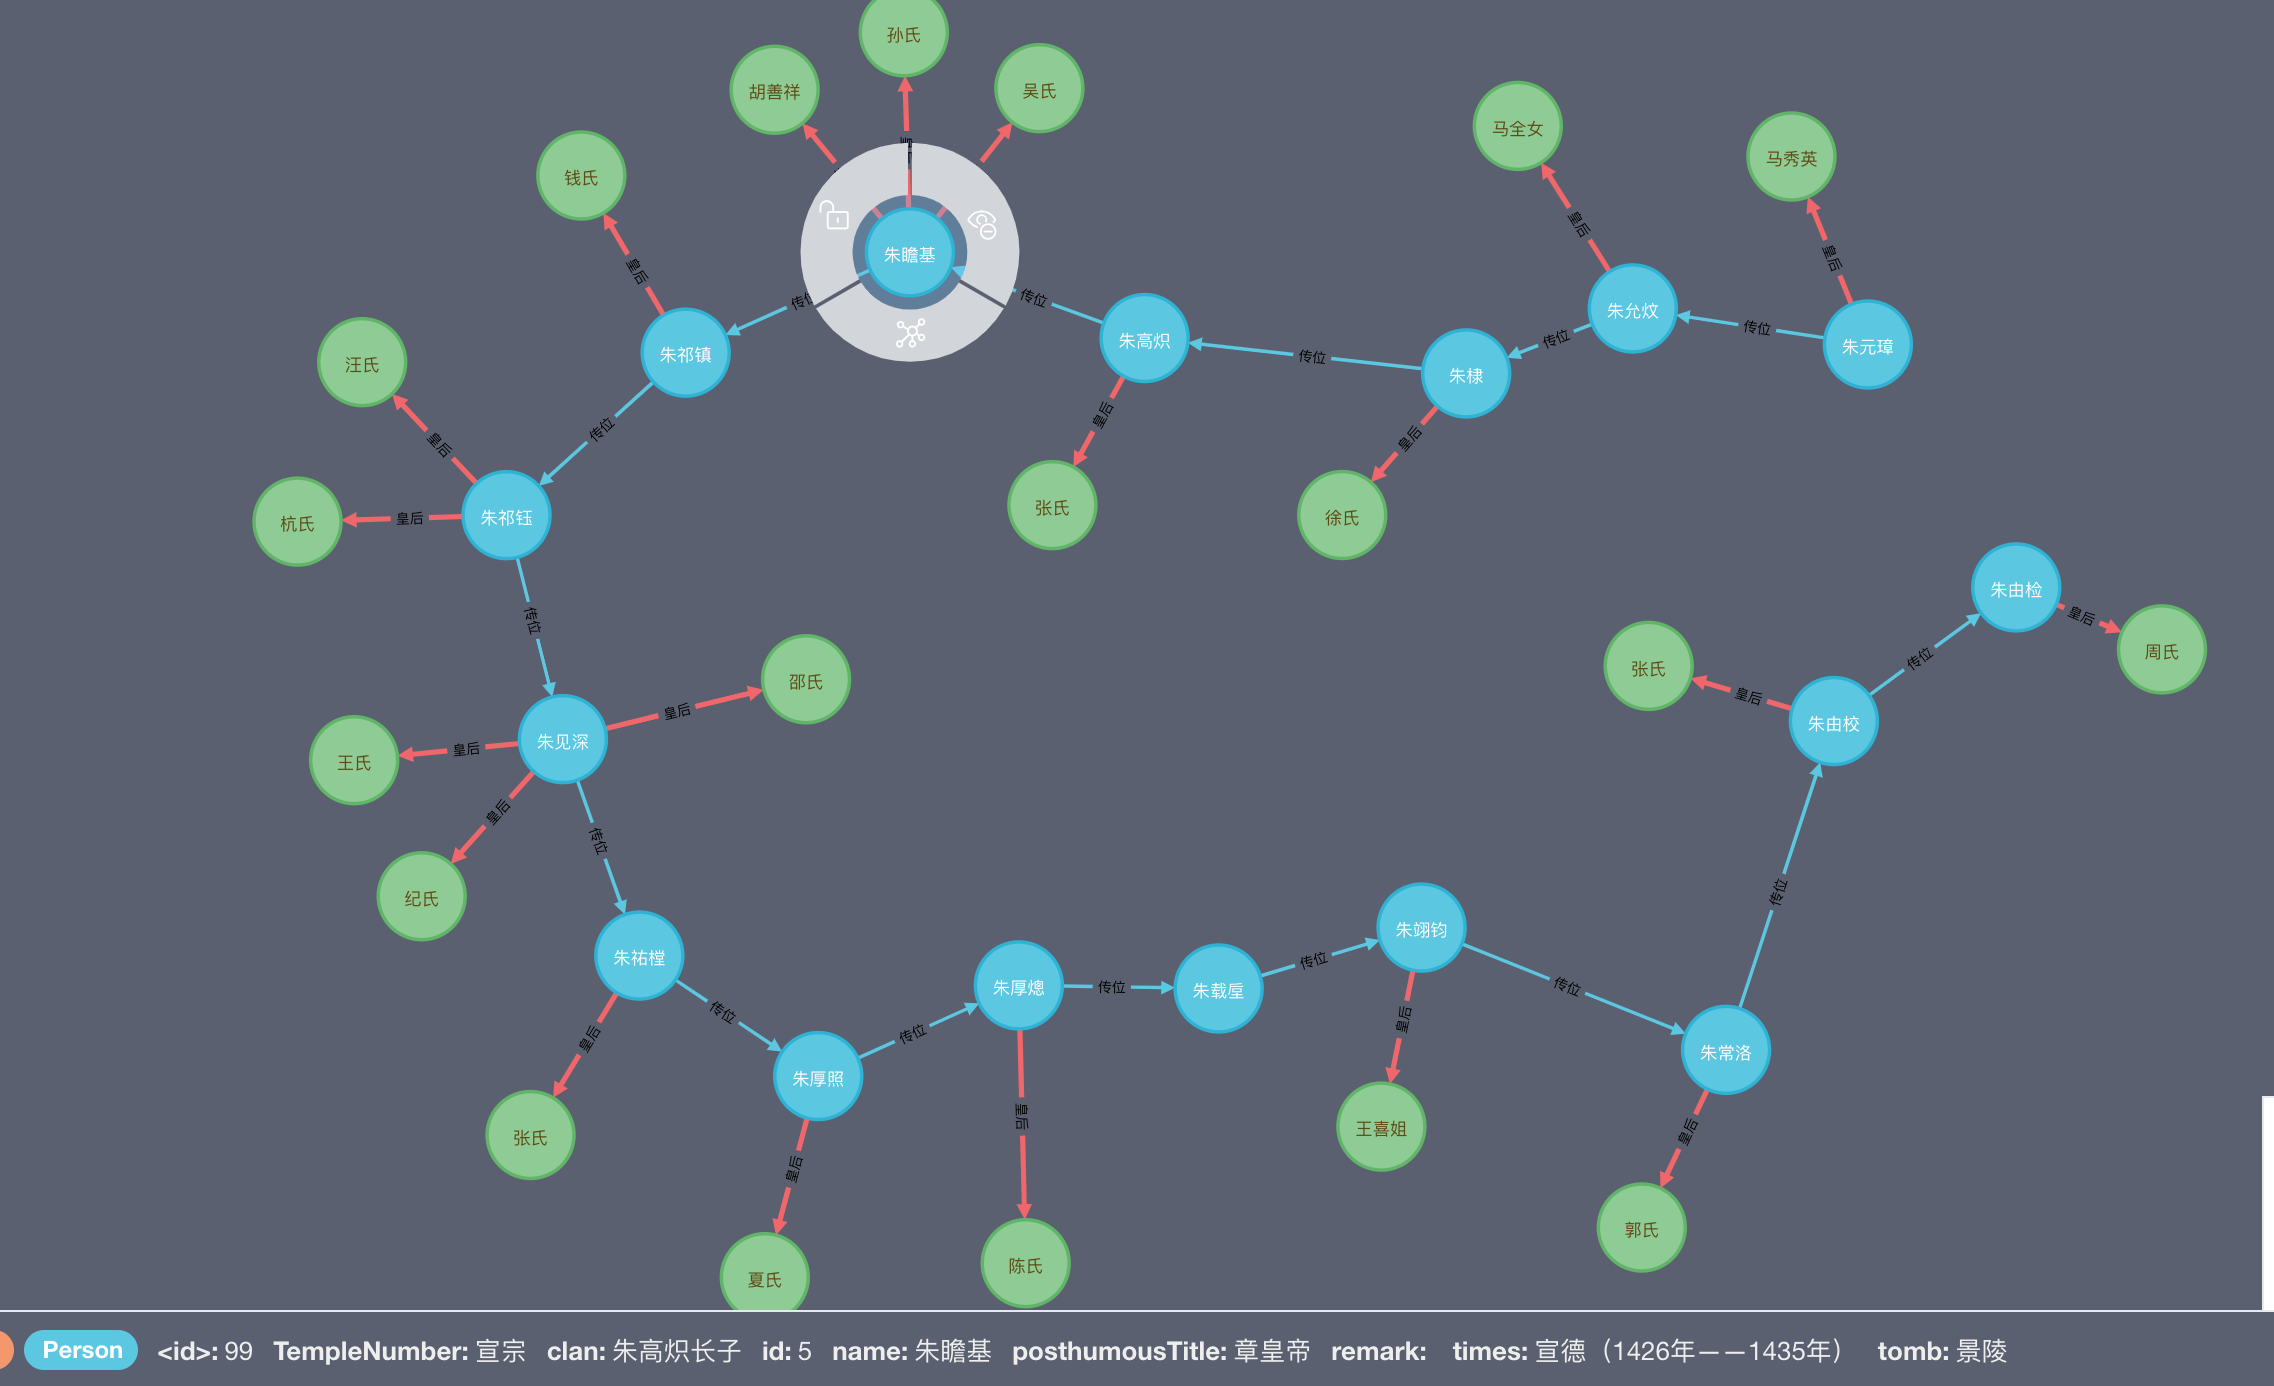 孙氏
胡善祥
吴氏
马全女
马秀英
钱氏
皇后
皇后
皇后
朱瞻基
传位
传位
朱允炆
朱高炽
传位
朱元璋
朱祁镇
传位
传位
朱棣
汪氏
皇后
传位
皇后
皇后
张氏
徐氏
杭氏
皇后
朱祁钰
传位
朱由检
皇后
周氏
张氏
皇后
传位
朱由校
邵氏
皇后
朱见深
皇后
王氏
皇后
传位
纪氏
传位
朱祐樘
传位
皇后
朱厚照
传位
朱厚熜
传位
朱载垕
传位
朱翊钧
传位
皇后
朱常洛
张氏
皇后
皇后
王喜姐
皇后
夏氏
陈氏
郭氏
Person <id>: 99 TempleNumber: 宣宗 clan: 朱高炽长子 id: 5 name: 朱瞻基 posthumousTitle: 章皇帝 remark: times: 宣德（1426年——1435年） tomb: 景陵